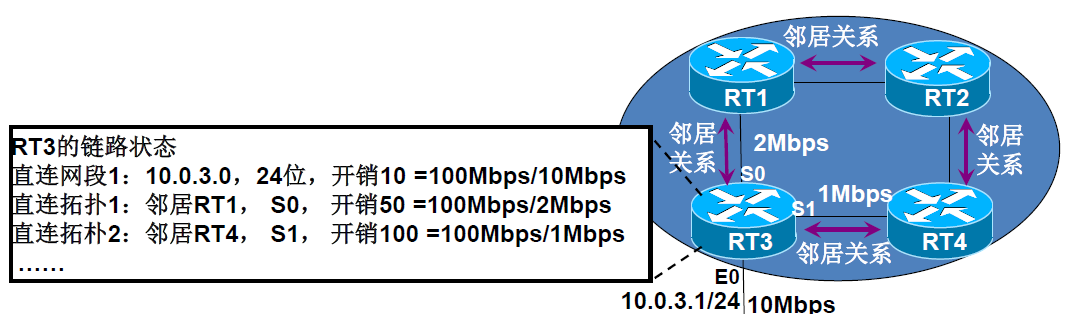 RT3的链路状态
直连网段1：10.0.3.0，24位，开销10 =100Mbps/10Mbps
直连拓扑1：邻居RT1， S0， 开销50 =100Mbps/2Mbps
直连拓朴2：邻居RT4， S1， 开销100 =100Mbps/1Mbps
……
邻居关系
RT1
RT2
邻居
关系
2Mbps
邻居
关系
S0
1Mbps
S1
RT3
RT4
邻居关系
E0
10.0.3.1/24
10Mbps